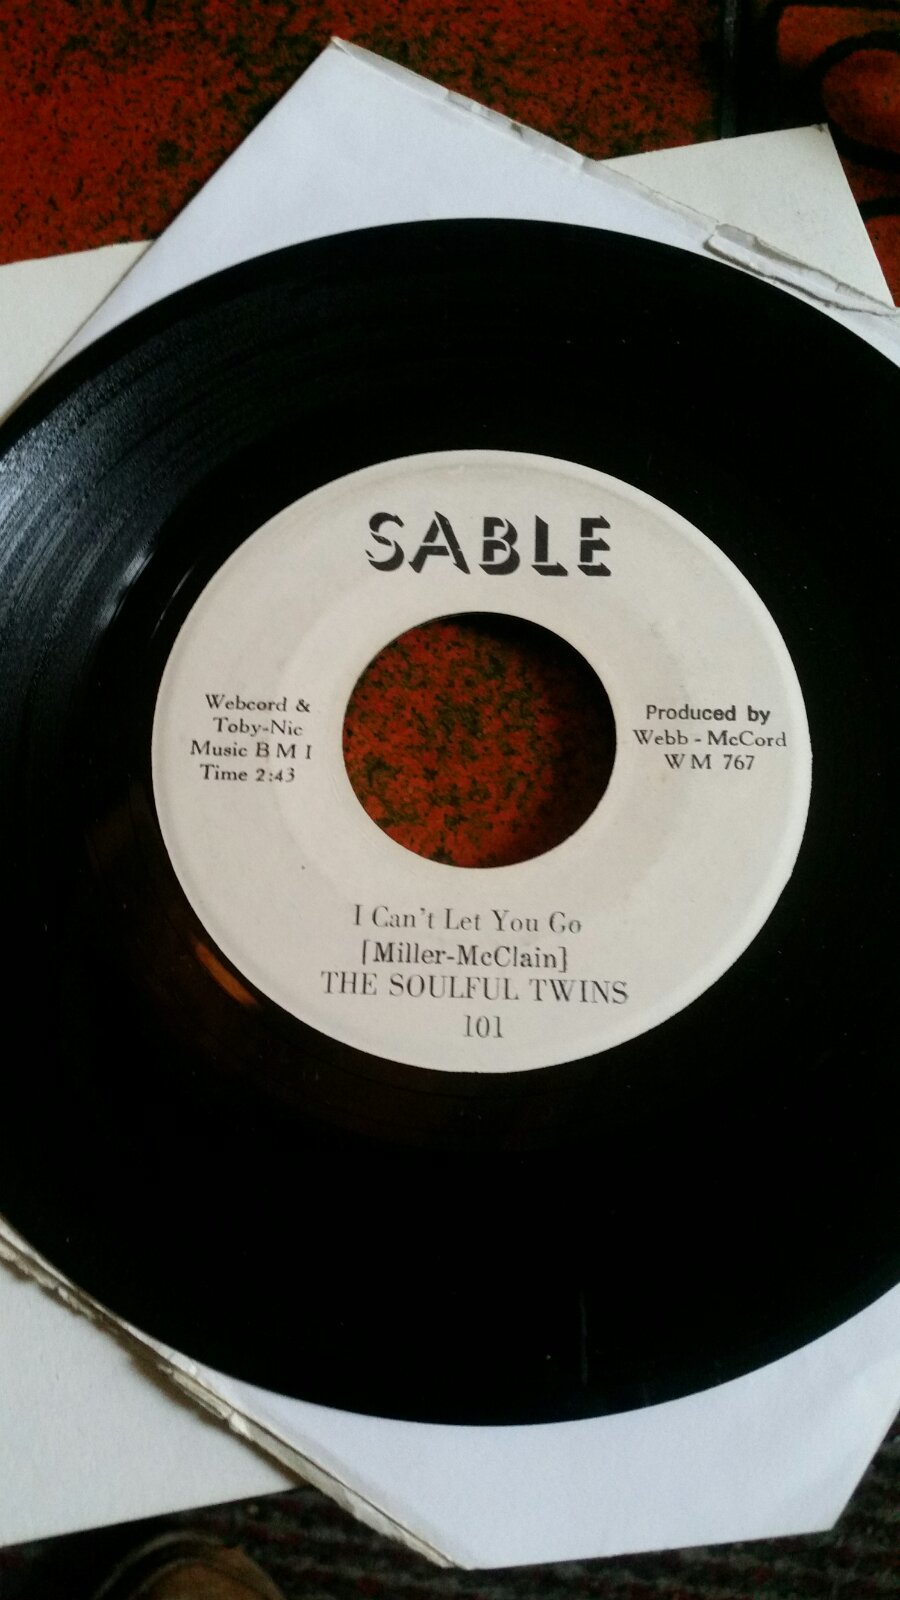 SABLE
Webcord &
Toby-Nic
Music B M I
Time 2:43
Produced by
Webb - McCord
W M 767
I Can't Let You Go
[Miller-McClain]
THE SOULFUL TWINS
101